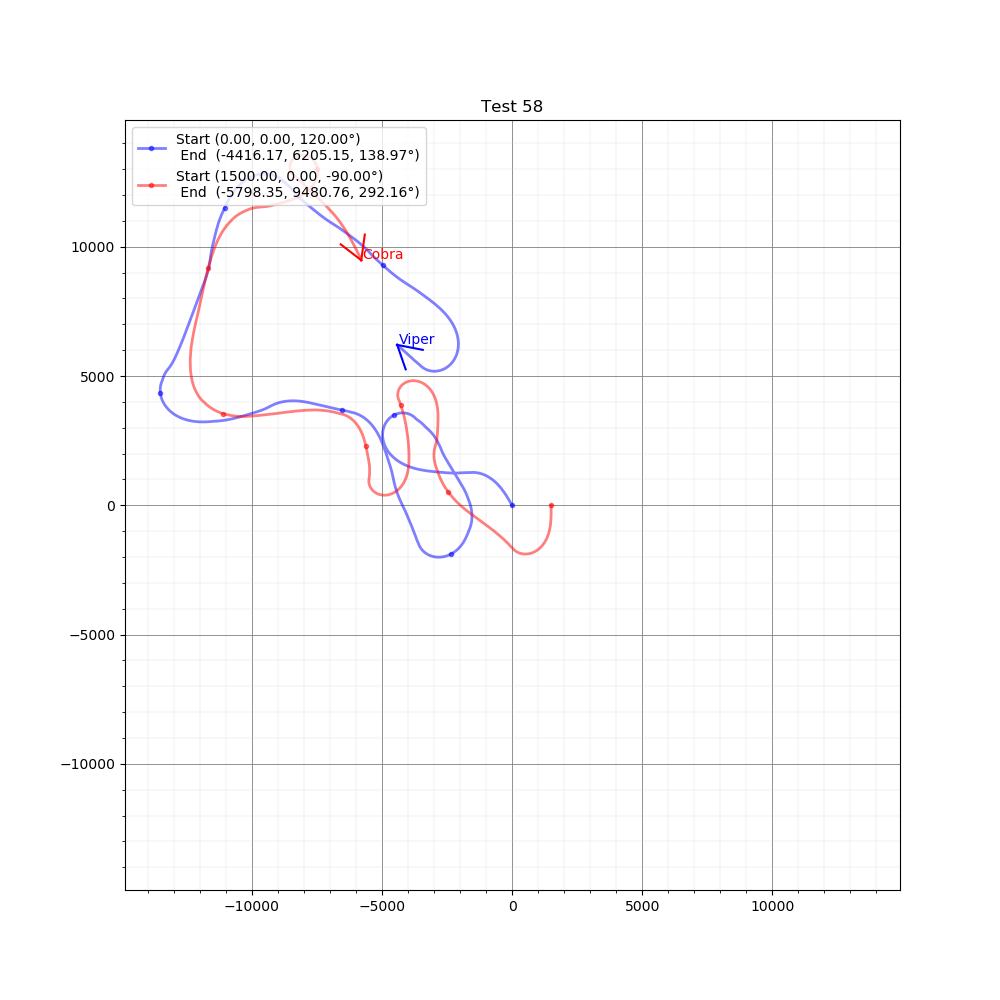 Test 58
Start (0.00, 0.00, 120.00°)
End  (-4416.17, 6205.15, 138.97°)
Start (1500.00, 0.00, -90.00°)
End  (-5798.35, 9480.76, 292.16°)
10000
Cobra
Viper
5000
0
−5000
−10000
−10000
−5000
0
5000
10000